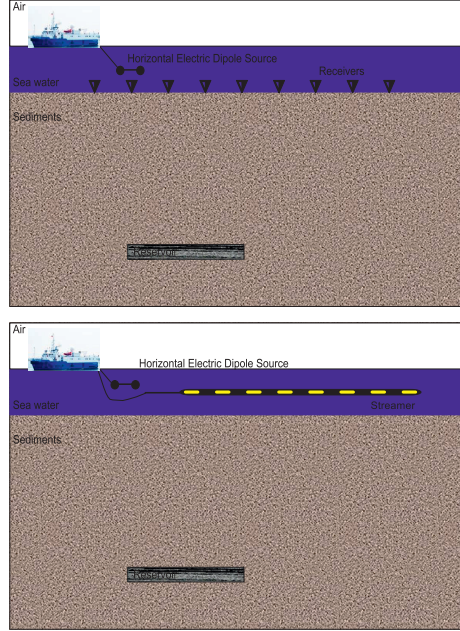 Air
Horizontal Electric Dipole Source
Receivers
Sea water
Sediments
Reservoir
Air
Horizontal Electric Dipole Source
Sea water
Streamer
Sediments
Reservoir